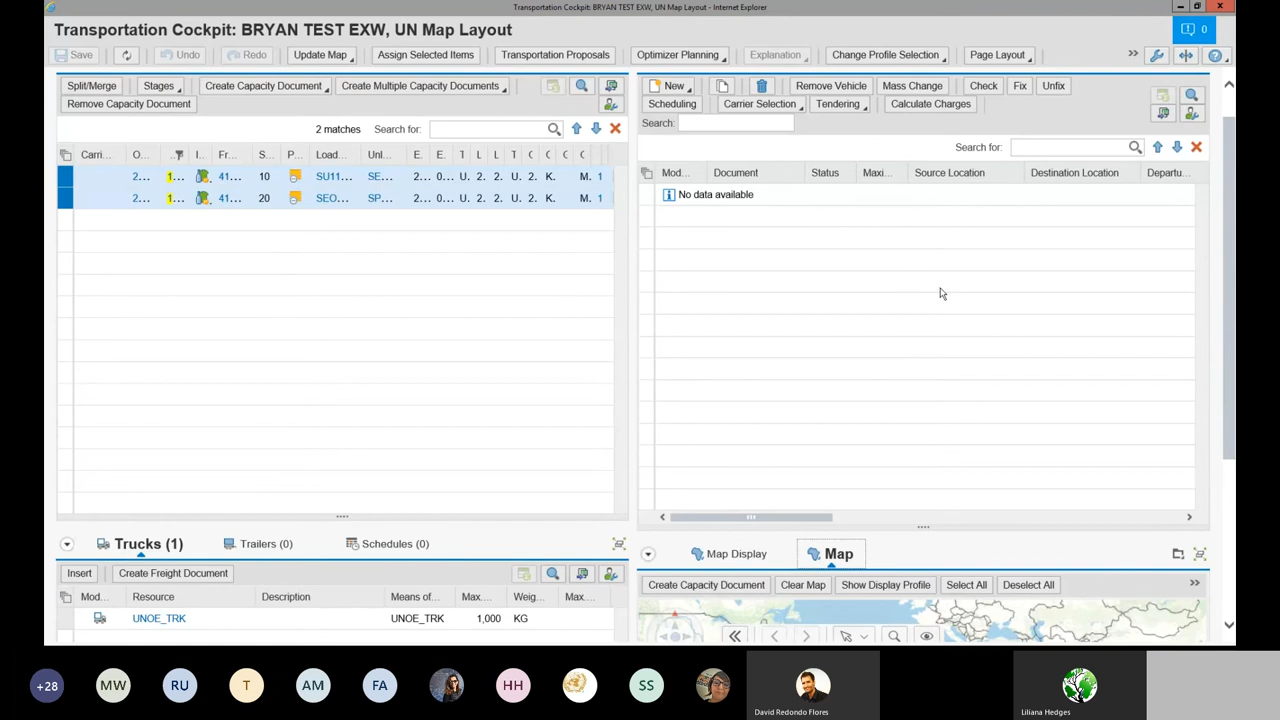 Transportation Cockpit: BRYAN TEST EXW, UN Map Layout - Internet Explorer
Transportation Cockpit: BRYAN TEST EXW, UN Map Layout
0
Save Undo Redo Update Map Assign Selected Items Transportation Proposals Optimizer Planning Explanation Change Profile Selection Page Layout
Split/Merge Stages Create Capacity Document Create Multiple Capacity Documents
Remove Capacity Document
2 matches Search for:
Carri... O... ... I... Fr... S... P... Load... Unl... E. E. T L L T C C K C C
2... 1... 41... 10 SU11... SE... 2... 0... U. 2. 2. U. 2. K. M. 1
2... 1... 41... 20 SEO... SP... 2... 0... U. 2. 2. U. 2. K. M. 1
Trucks (1) Trailers (0) Schedules (0)
Insert Create Freight Document
Mod... Resource Description Means of... Max.... Weig... Max....
UNOE_TRK UNOE_TRK 1,000 KG
New Remove Vehicle Mass Change Check Fix Unfix
Scheduling Carrier Selection Tendering Calculate Charges
Search:
Search for:
Mod... Document Status Maxi... Source Location Destination Location Departu...
No data available
Map Display Map
Create Capacity Document Clear Map Show Display Profile Select All Deselect All
+28 MW RU T AM FA HH SS
David Redondo Flores
Liliana Hedges